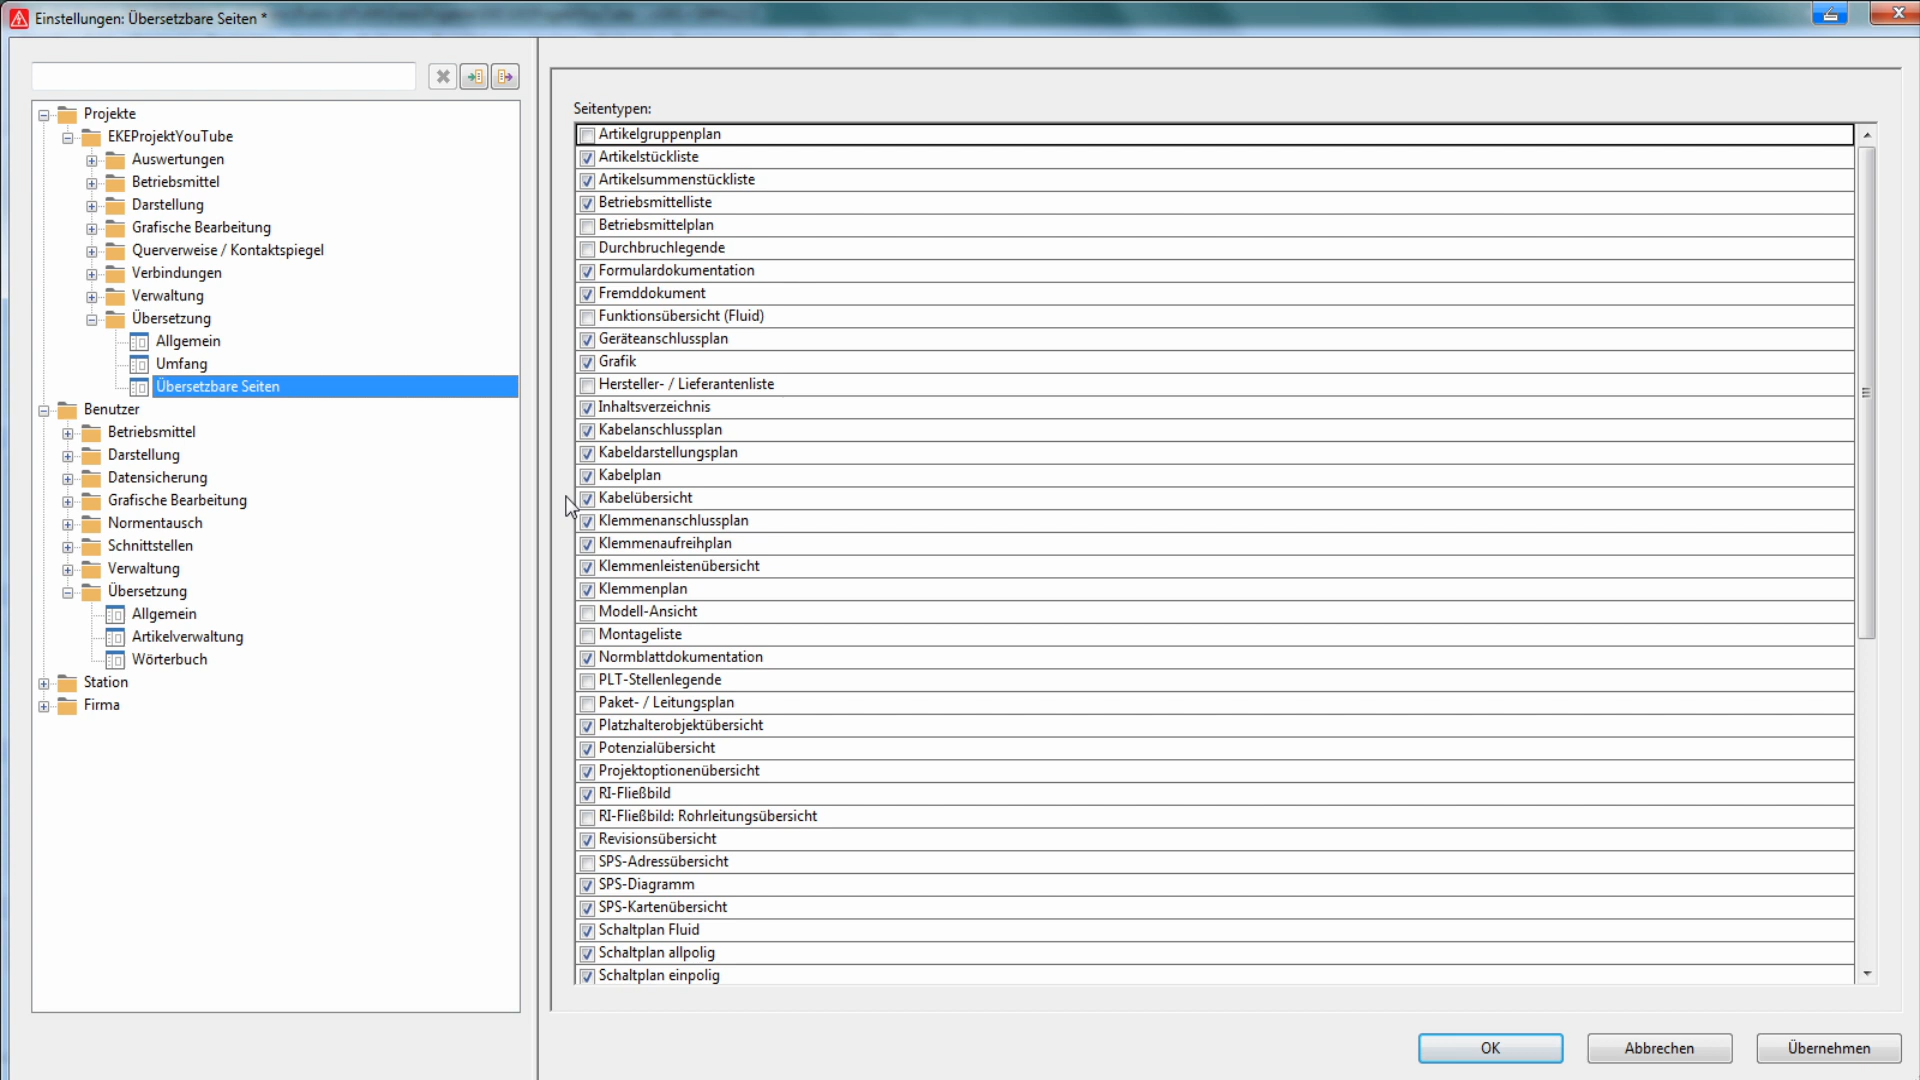 Einstellungen: Übersetzbare Seiten *
Projekte
EKEProjektYouTube
Auswertungen
Betriebsmittel
Darstellung
Grafische Bearbeitung
Querverweise / Kontaktspiegel
Verbindungen
Verwaltung
Übersetzung
Allgemein
Umfang
Übersetzbare Seiten
Benutzer
Betriebsmittel
Darstellung
Datensicherung
Grafische Bearbeitung
Normentausch
Schnittstellen
Verwaltung
Übersetzung
Allgemein
Artikelverwaltung
Wörterbuch
Station
Firma
Seitentypen:
Artikelgruppenplan
Artikelstückliste
Artikelsummenstückliste
Betriebsmittelliste
Betriebsmittelplan
Durchbruchlegende
Formulardokumentation
Fremddokument
Funktionsübersicht (Fluid)
Geräteanschlussplan
Grafik
Hersteller- / Lieferantenliste
Inhaltsverzeichnis
Kabelanschlussplan
Kabeldarstellungsplan
Kabelplan
Kabelübersicht
Klemmenanschlussplan
Klemmenaufreihplan
Klemmenleistenübersicht
Klemmenplan
Modell-Ansicht
Montageliste
Normblattdokumentation
PLT-Stellenlegende
Paket- / Leitungsplan
Platzhalterobjektübersicht
Potenzialübersicht
Projektoptionenübersicht
RI-Fließbild
RI-Fließbild: Rohrleitungsübersicht
Revisionsübersicht
SPS-Adressübersicht
SPS-Diagramm
SPS-Kartenübersicht
Schaltplan Fluid
Schaltplan allpolig
Schaltplan einpolig
OK
Abbrechen
Übernehmen